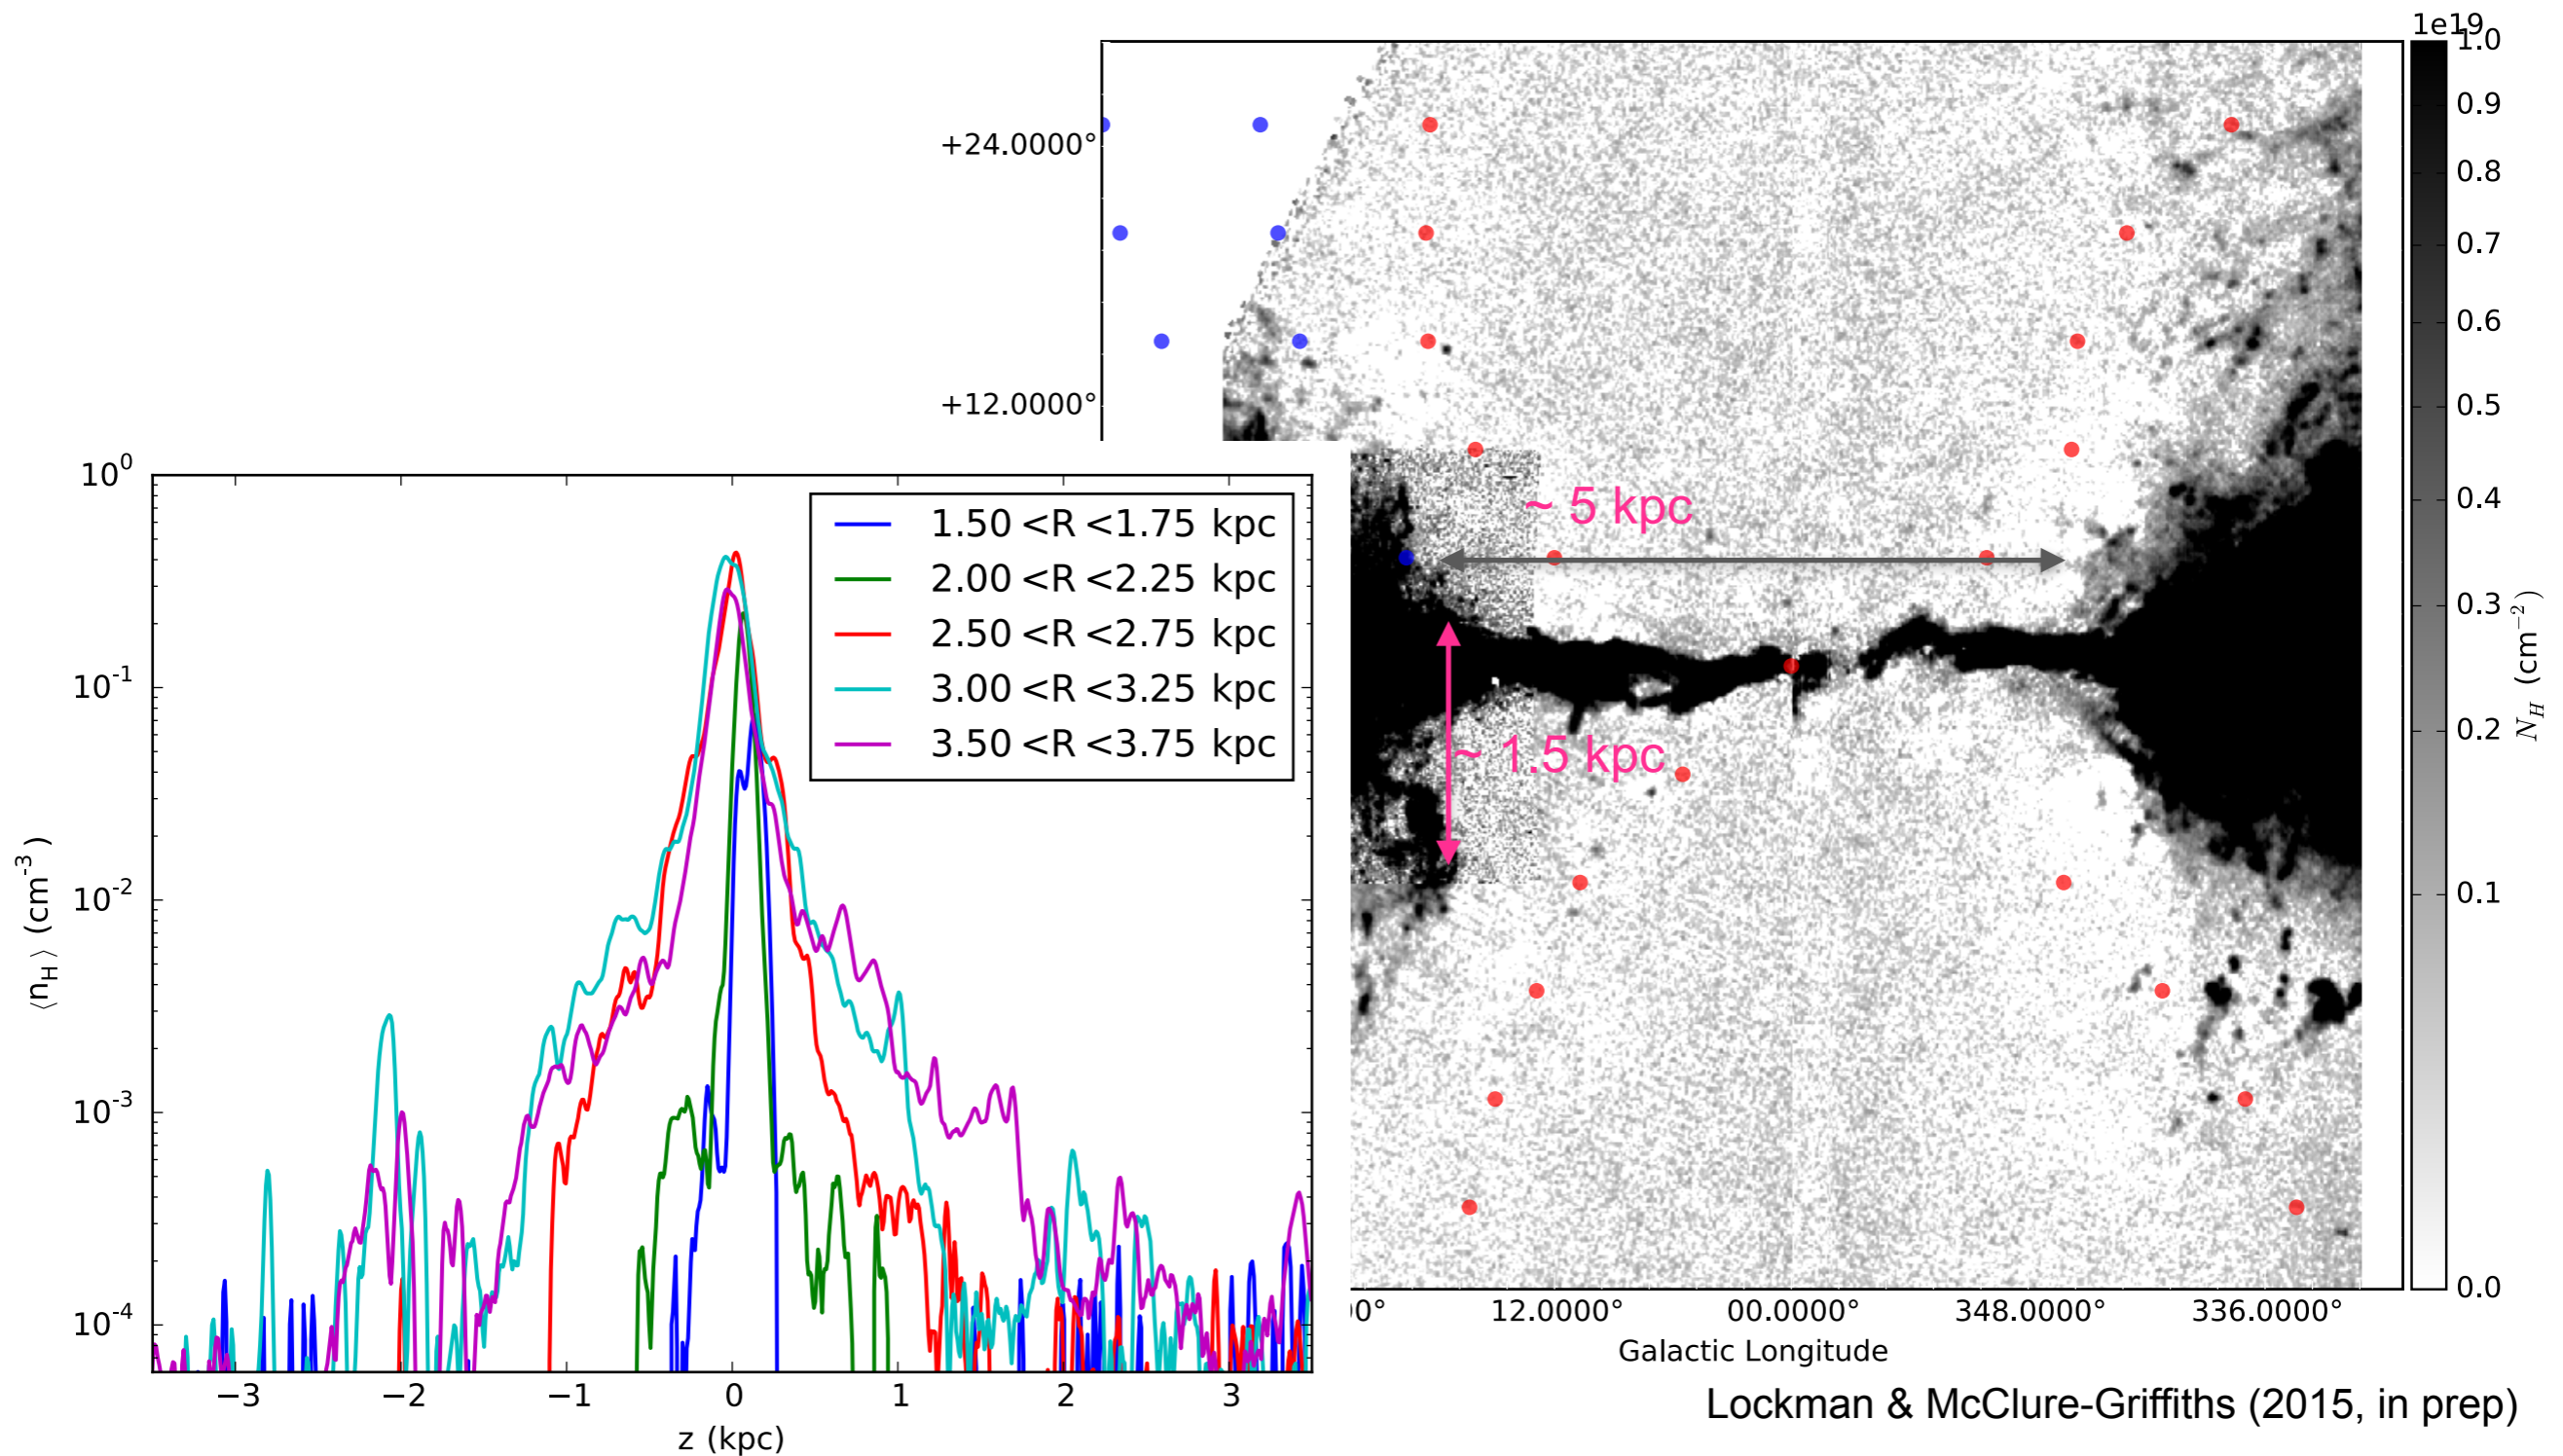 1e19
1.0
0.9
0.8
0.7
0.6
0.5
0.4
0.3
0.2
0.1
0.0
N_H (cm⁻²)
+24.0000°
+12.0000°
~ 5 kpc
~ 1.5 kpc
12.0000°
00.0000°
348.0000°
336.0000°
Galactic Longitude
10⁰
10⁻¹
10⁻²
10⁻³
10⁻⁴
⟨n_H⟩ (cm⁻³)
1.50 <R <1.75 kpc
2.00 <R <2.25 kpc
2.50 <R <2.75 kpc
3.00 <R <3.25 kpc
3.50 <R <3.75 kpc
−3
−2
−1
0
1
2
3
z (kpc)
Lockman & McClure-Griffiths (2015, in prep)